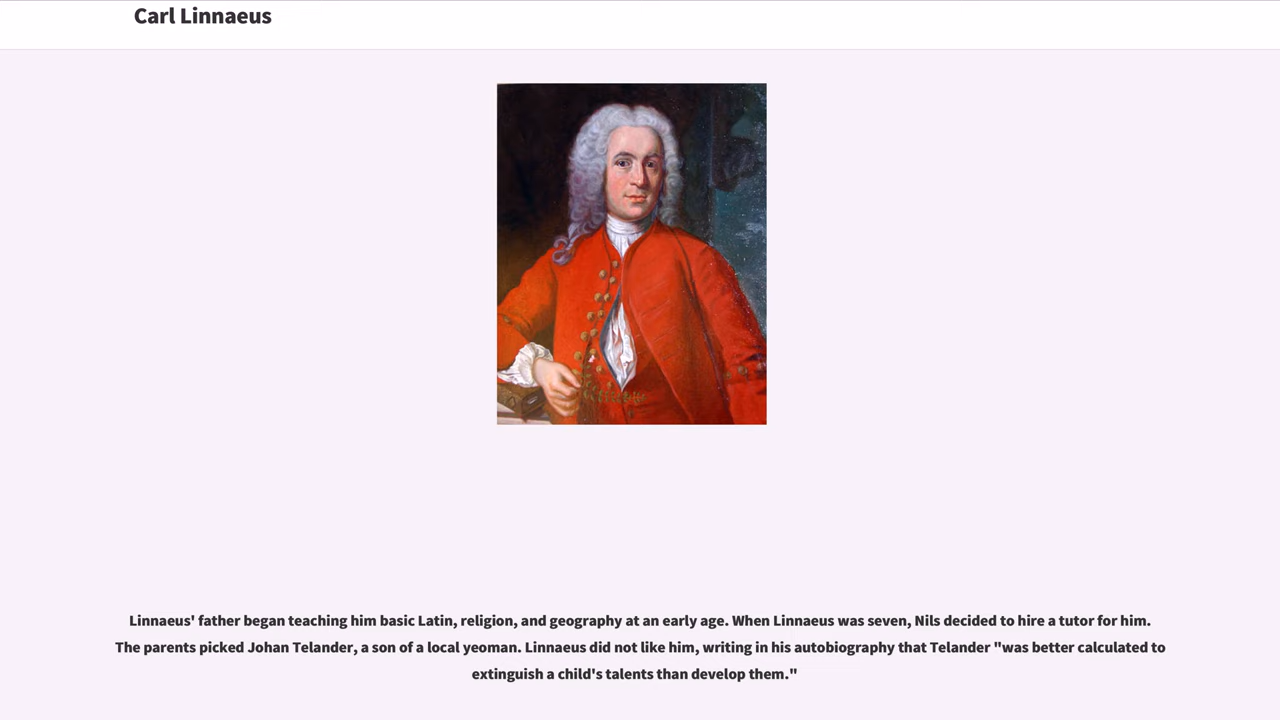 Carl Linnaeus
Linnaeus' father began teaching him basic Latin, religion, and geography at an early age. When Linnaeus was seven, Nils decided to hire a tutor for him.
The parents picked Johan Telander, a son of a local yeoman. Linnaeus did not like him, writing in his autobiography that Telander "was better calculated to
extinguish a child's talents than develop them."